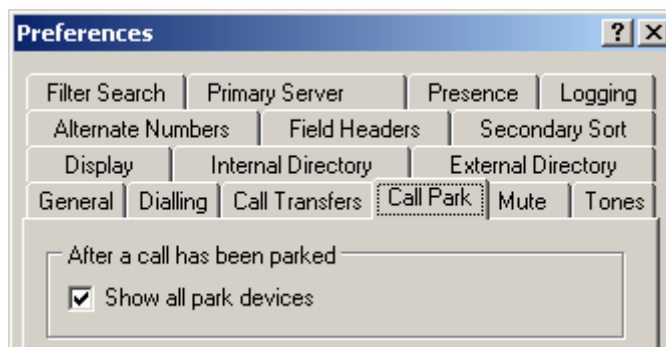 Preferences
Filter Search Primary Server Presence Logging
Alternate Numbers Field Headers Secondary Sort
Display Internal Directory External Directory
General Dialling Call Transfers Call Park Mute Tones
After a call has been parked
Show all park devices